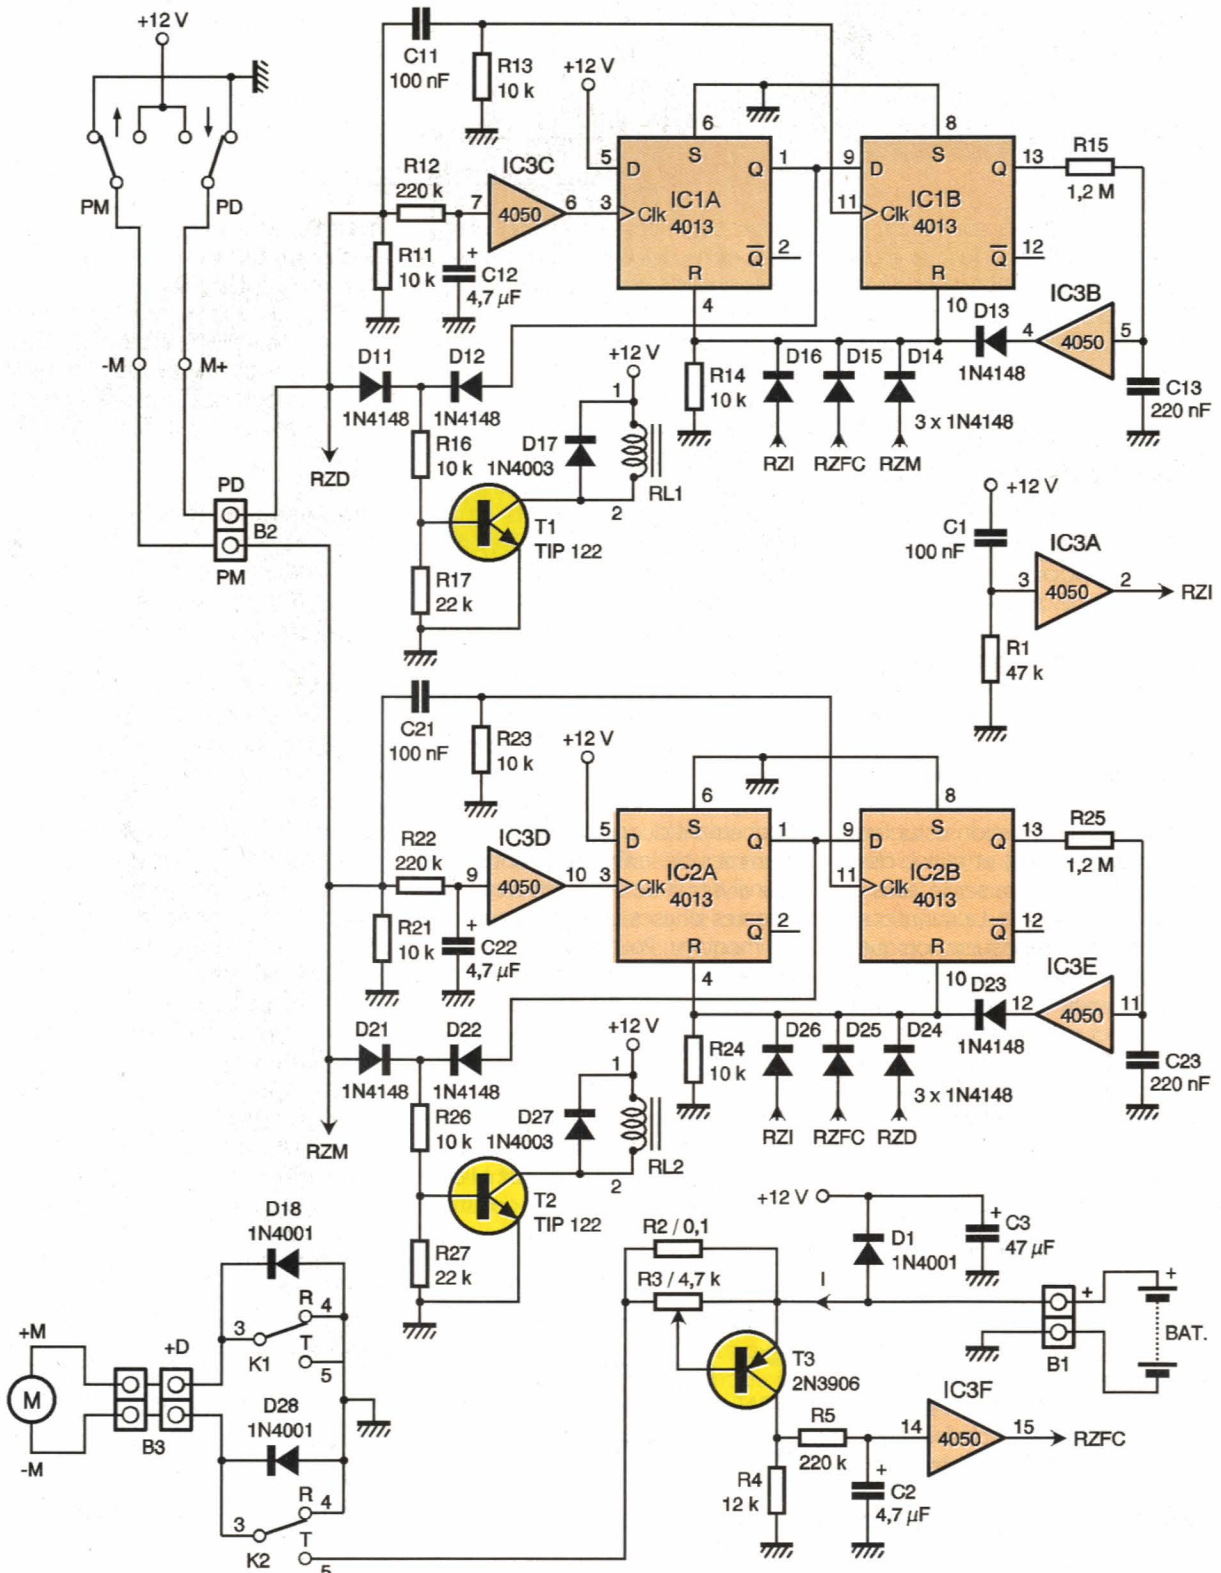 +12 V
C11
100 nF
R13
10 k
+12 V
PM
PD
R12
220 k
IC3C
7
4050
6
R11
10 k
+
C12
4,7 µF
6
S
5
D
Q
1
3
Clk
IC1A
4013
Q
2
R
4
8
S
9
D
Q
13
11
Clk
IC1B
4013
Q
12
R
10
R15
1,2 M
IC3B
4
4050
5
D13
1N4148
C13
220 nF
-M
M+
D11
1N4148
D12
1N4148
RZD
+12 V
1
R14
10 k
D16
D15
D14
3 x 1N4148
RZI
RZFC
RZM
R16
10 k
D17
1N4003
RL1
2
T1
TIP 122
R17
22 k
PD
B2
PM
+12 V
C1
100 nF
IC3A
3
4050
2
RZI
R1
47 k
C21
100 nF
R23
10 k
+12 V
R22
220 k
IC3D
9
4050
10
R21
10 k
+
C22
4,7 µF
6
S
5
D
Q
1
3
Clk
IC2A
4013
Q
2
R
4
8
S
9
D
Q
13
11
Clk
IC2B
4013
Q
12
R
10
R25
1,2 M
IC3E
12
4050
11
D23
1N4148
C23
220 nF
D21
1N4148
D22
1N4148
RZM
+12 V
1
R24
10 k
D26
D25
D24
3 x 1N4148
RZI
RZFC
RZD
R26
10 k
D27
1N4003
RL2
2
T2
TIP 122
R27
22 k
D18
1N4001
R
4
3
K1
T
5
+M
M
-M
+D
B3
D28
1N4001
R
4
3
K2
T
5
+12 V
R2 / 0,1
R3 / 4,7 k
D1
1N4001
+
C3
47 µF
I
+
B1
+
BAT.
T3
2N3906
R5
220 k
IC3F
14
4050
15
RZFC
R4
12 k
+
C2
4,7 µF